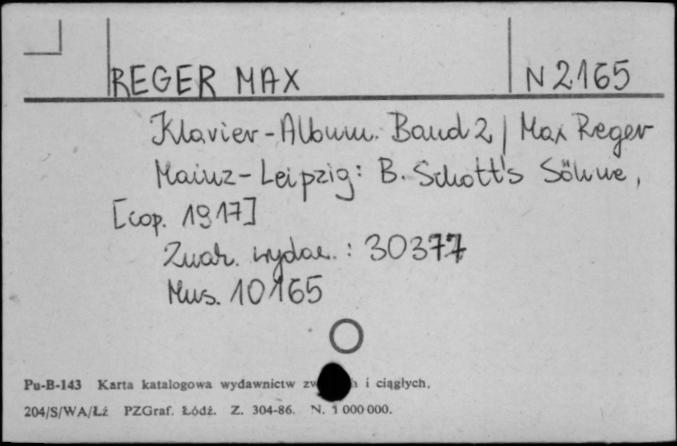 REGER MAX N 2165
Klavier-Album. Band 2 / Max Reger
Mainz-Leipzig: B. Schott's Söhne,
[cop. 1917]
Znak. wydaw.: 30377
Mus. 10165
Pu-B-143 Karta katalogowa wydawnictw i ciągłych.
204/S/WA/Łż PZGraf. Łódź. Z. 304-86. N. 1 000 000.